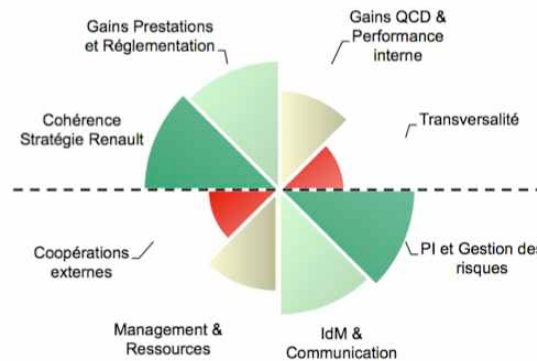 Gains Prestations
et Réglementation
Gains QCD &
Performance
interne
Cohérence
Stratégie Renault
Transversalité
Coopérations
externes
PI et Gestion des
risques
Management &
Ressources
IdM &
Communication